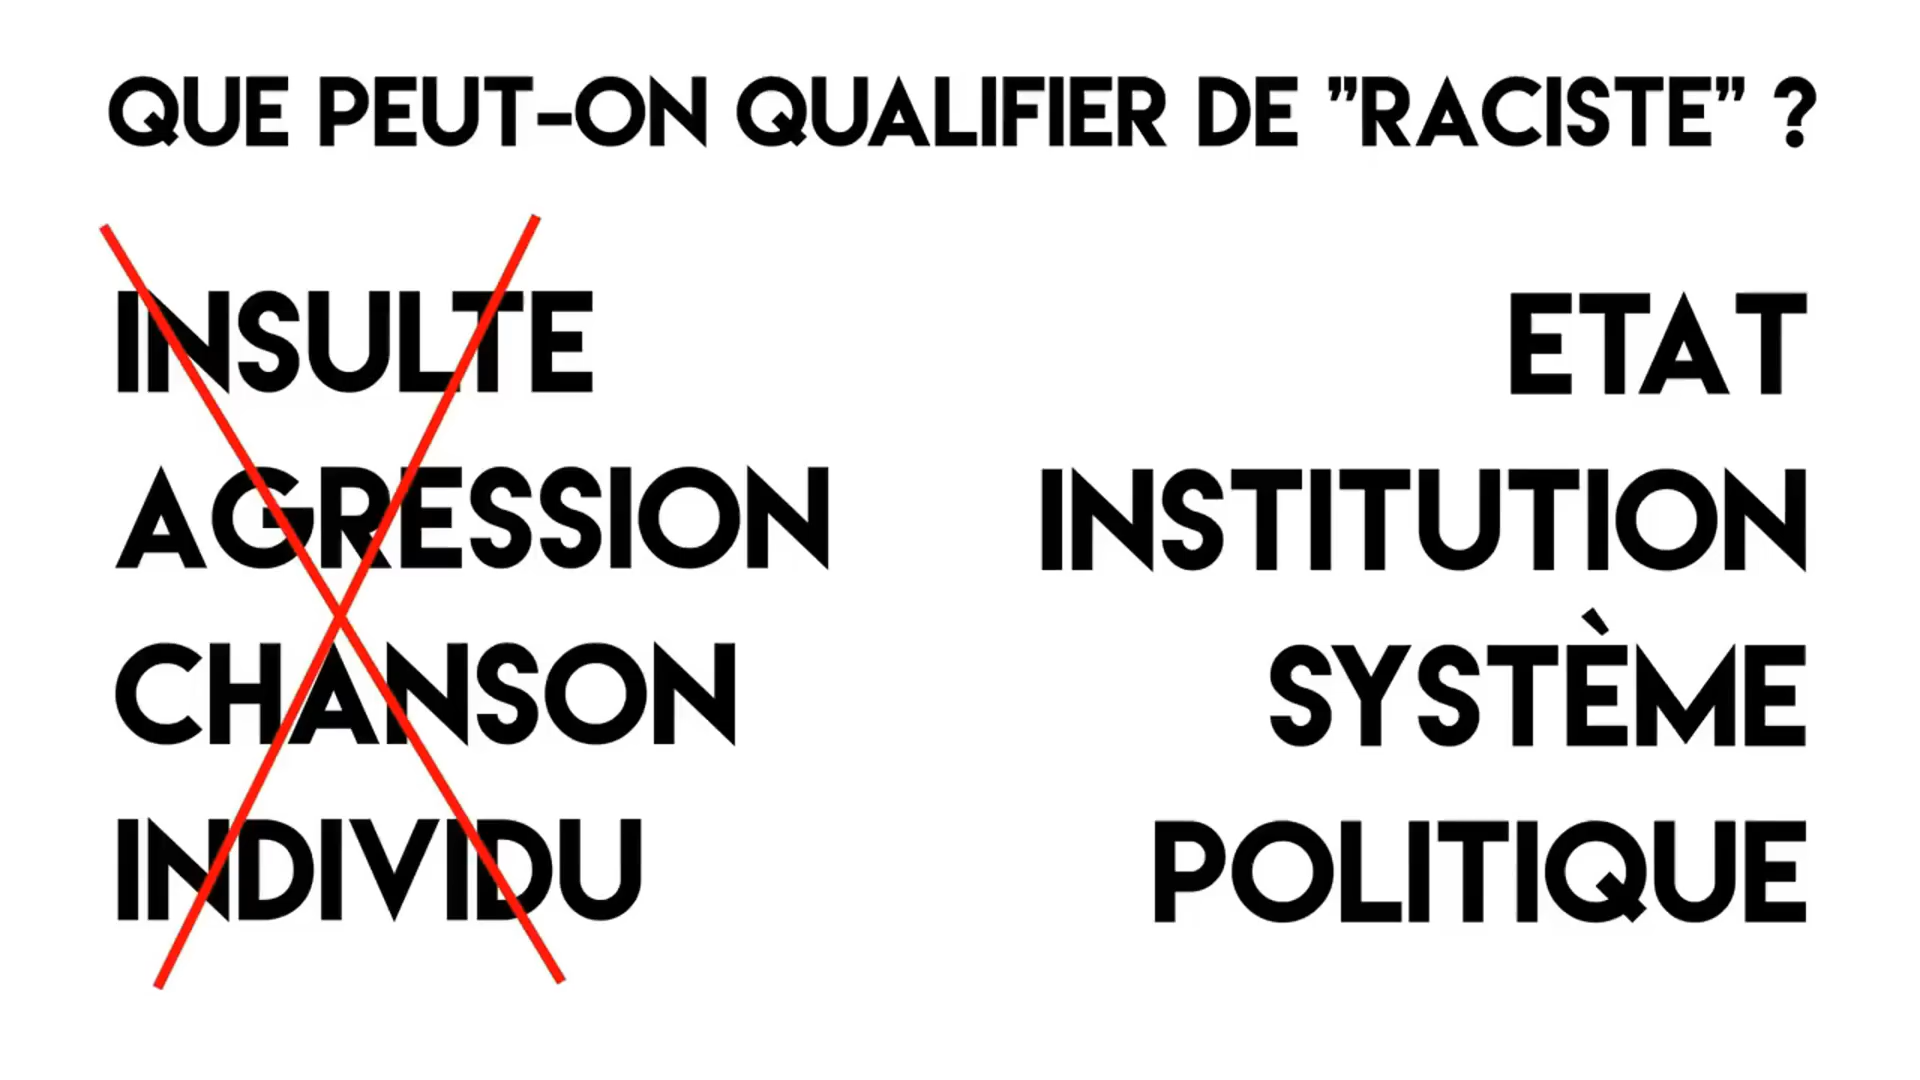 QUE PEUT-ON QUALIFIER DE "RACISTE" ?
INSULTE
AGRESSION
CHANSON
INDIVIDU
ETAT
INSTITUTION
SYSTÈME
POLITIQUE